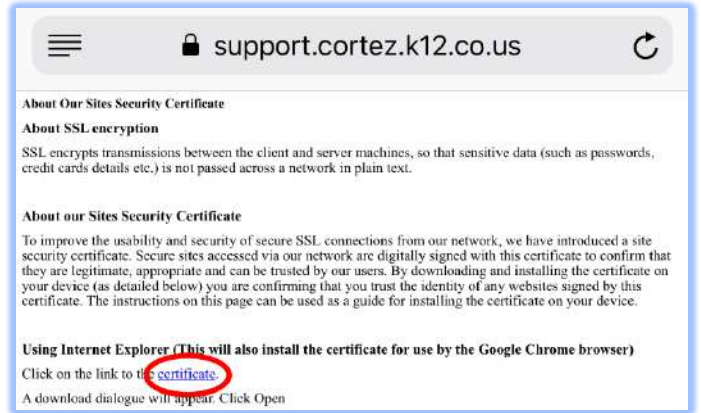 support.cortez.k12.co.us
About Our Sites Security Certificate
About SSL encryption
SSL encrypts transmissions between the client and server machines, so that sensitive data (such as passwords,
credit cards details etc.) is not passed across a network in plain text.
About our Sites Security Certificate
To improve the usability and security of secure SSL connections from our network, we have introduced a site
security certificate. Secure sites accessed via our network are digitally signed with this certificate to confirm that
they are legitimate, appropriate and can be trusted by our users. By downloading and installing the certificate on
your device (as detailed below) you are confirming that you trust the identity of any websites signed by this
certificate. The instructions on this page can be used as a guide for installing the certificate on your device.
Using Internet Explorer (This will also install the certificate for use by the Google Chrome browser)
Click on the link to the certificate.
A download dialogue will appear. Click Open